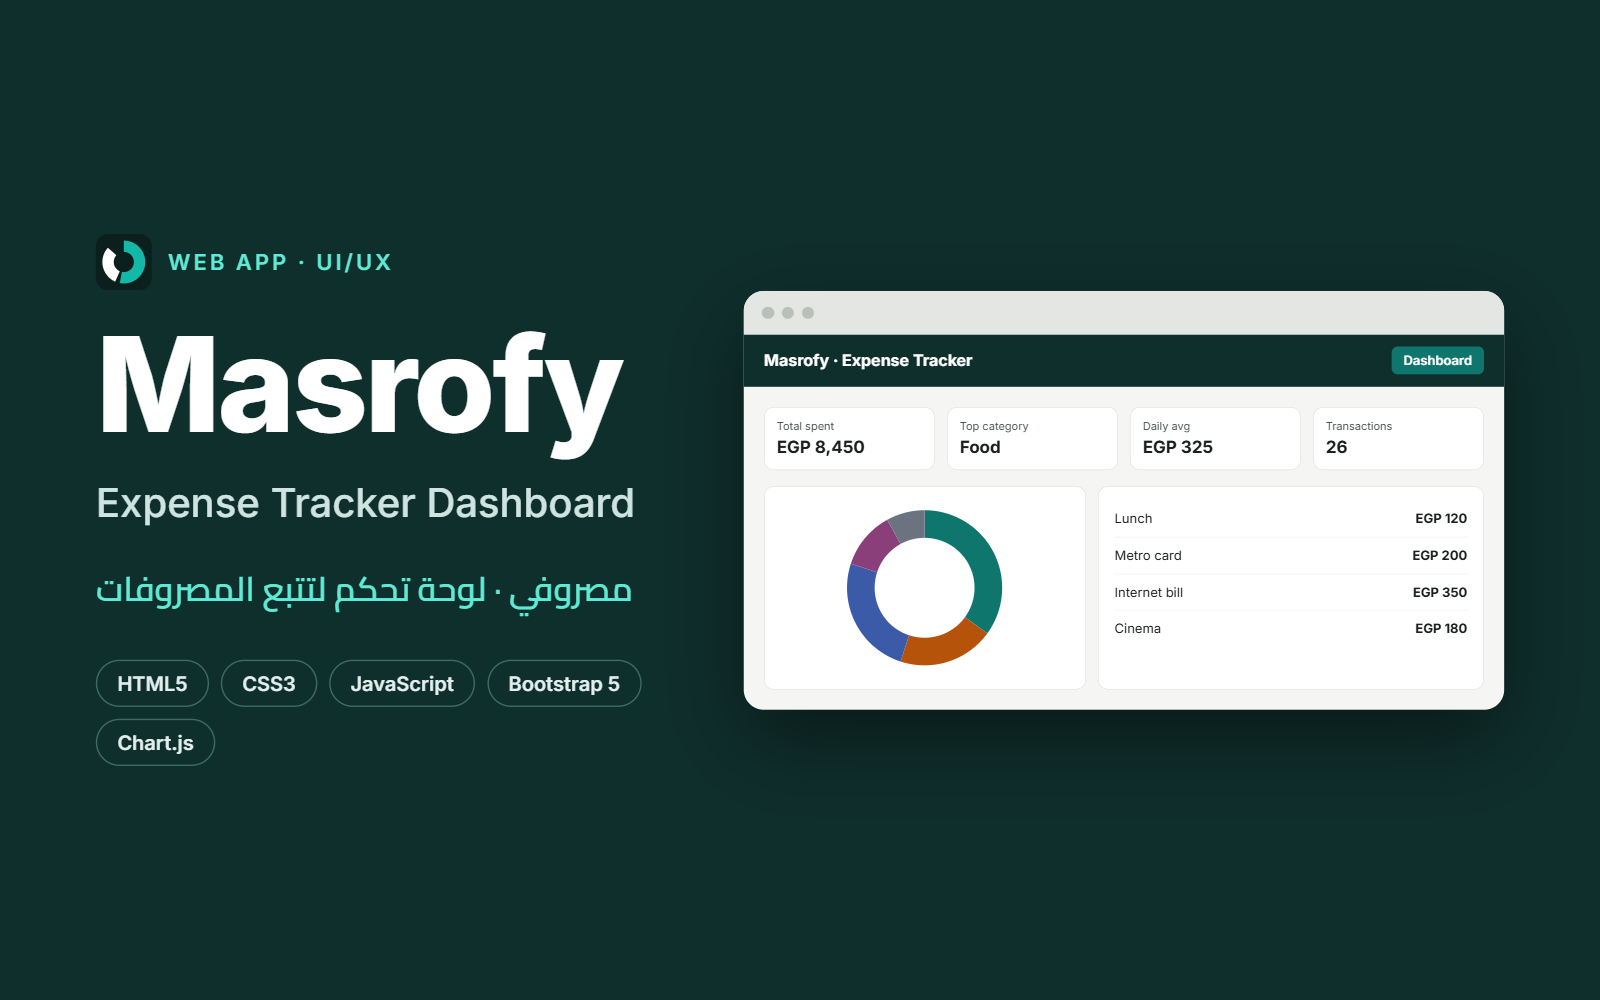 WEB APP · UI/UX
Masrofy
Expense Tracker Dashboard
مصروفي · لوحة تحكم لتتبع المصروفات
HTML5 CSS3 JavaScript Bootstrap 5
Chart.js
Masrofy · Expense Tracker Dashboard
Total spent Top category Daily avg Transactions
EGP 8,450 Food EGP 325 26
Lunch EGP 120
Metro card EGP 200
Internet bill EGP 350
Cinema EGP 180